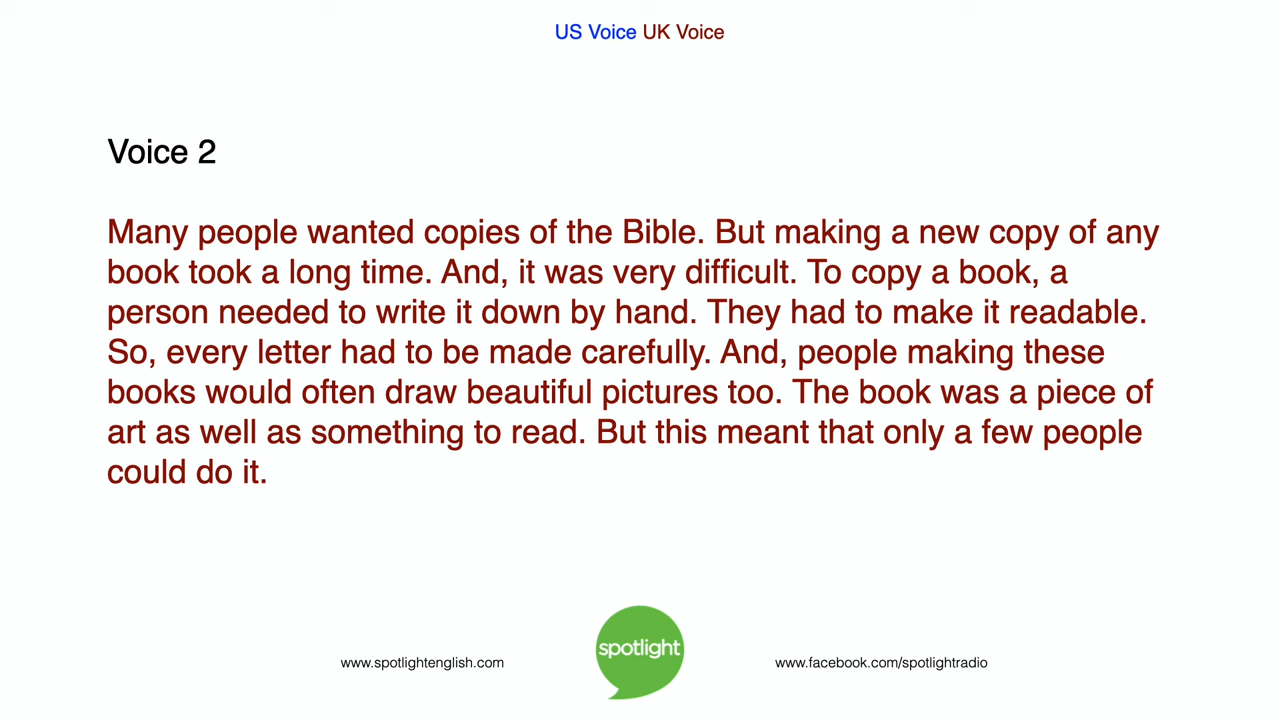 US Voice UK Voice
Voice 2
Many people wanted copies of the Bible. But making a new copy of any
book took a long time. And, it was very difficult. To copy a book, a
person needed to write it down by hand. They had to make it readable.
So, every letter had to be made carefully. And, people making these
books would often draw beautiful pictures too. The book was a piece of
art as well as something to read. But this meant that only a few people
could do it.
www.spotlightenglish.com
spotlight
www.facebook.com/spotlightradio